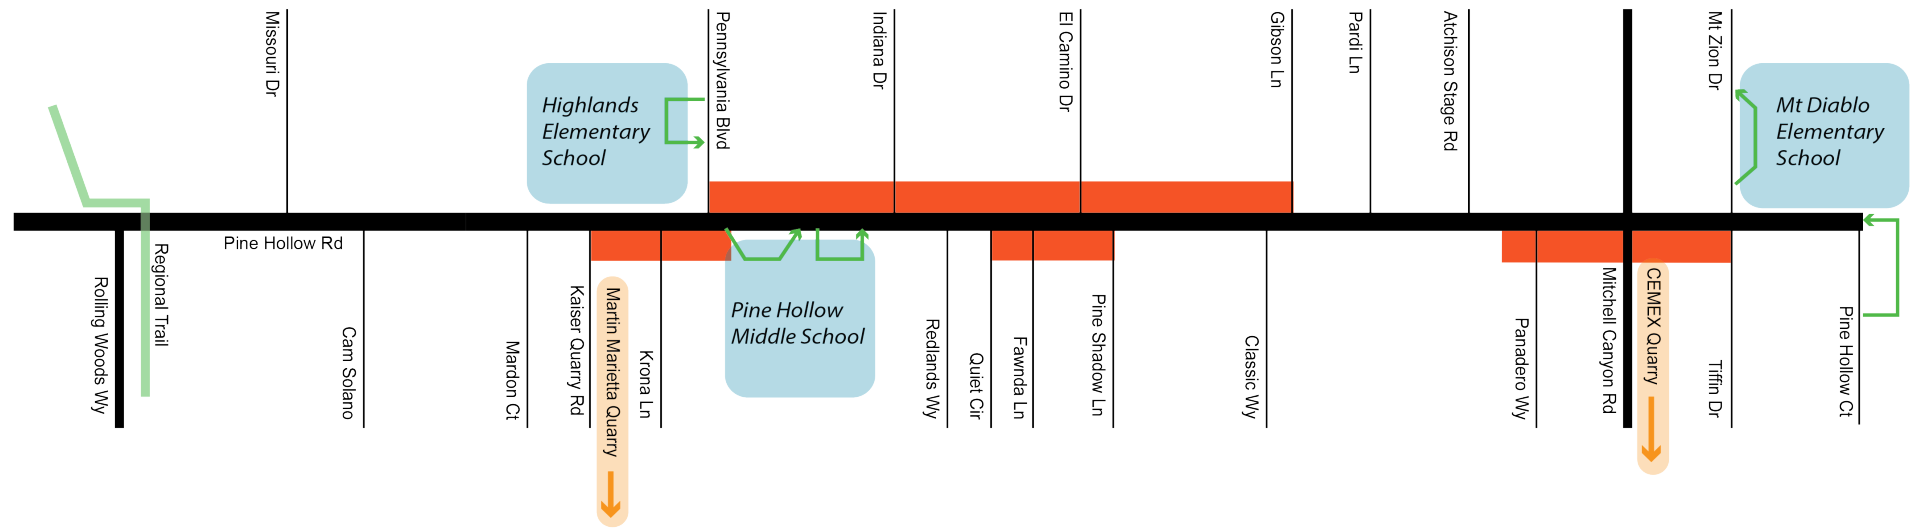 Missouri Dr
Pennsylvania Blvd
Indiana Dr
El Camino Dr
Gibson Ln
Pardi Ln
Atchison Stage Rd
Mt Zion Dr
Highlands
Elementary
School
Mt Diablo
Elementary
School
Pine Hollow Rd
Rolling Woods Wy
Regional Trail
Cam Solano
Mardon Ct
Kaiser Quarry Rd
Martin Marietta Quarry
Krona Ln
Pine Hollow
Middle School
Redlands Wy
Quiet Cir
Fawnda Ln
Pine Shadow Ln
Classic Wy
Panadero Wy
Mitchell Canyon Rd
CEMEX Quarry
Tiffin Dr
Pine Hollow Ct